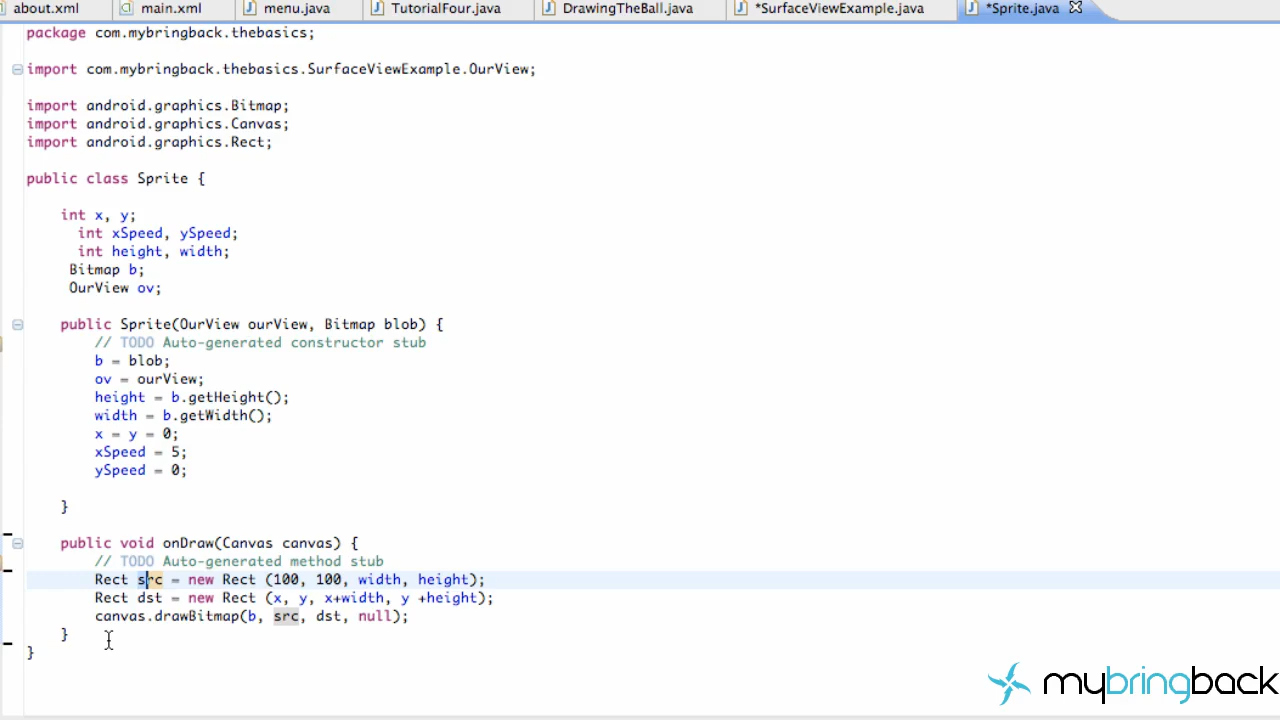 about.xml main.xml menu.java TutorialFour.java DrawingTheBall.java *SurfaceViewExample.java *Sprite.java
package com.mybringback.thebasics;
import com.mybringback.thebasics.SurfaceViewExample.OurView;
import android.graphics.Bitmap;
import android.graphics.Canvas;
import android.graphics.Rect;
public class Sprite {
int x, y;
int xSpeed, ySpeed;
int height, width;
Bitmap b;
OurView ov;
public Sprite(OurView ourView, Bitmap blob) {
// TODO Auto-generated constructor stub
b = blob;
ov = ourView;
height = b.getHeight();
width = b.getWidth();
x = y = 0;
xSpeed = 5;
ySpeed = 0;
}
public void onDraw(Canvas canvas) {
// TODO Auto-generated method stub
Rect src = new Rect (100, 100, width, height);
Rect dst = new Rect (x, y, x+width, y +height);
canvas.drawBitmap(b, src, dst, null);
}
}
mybringback